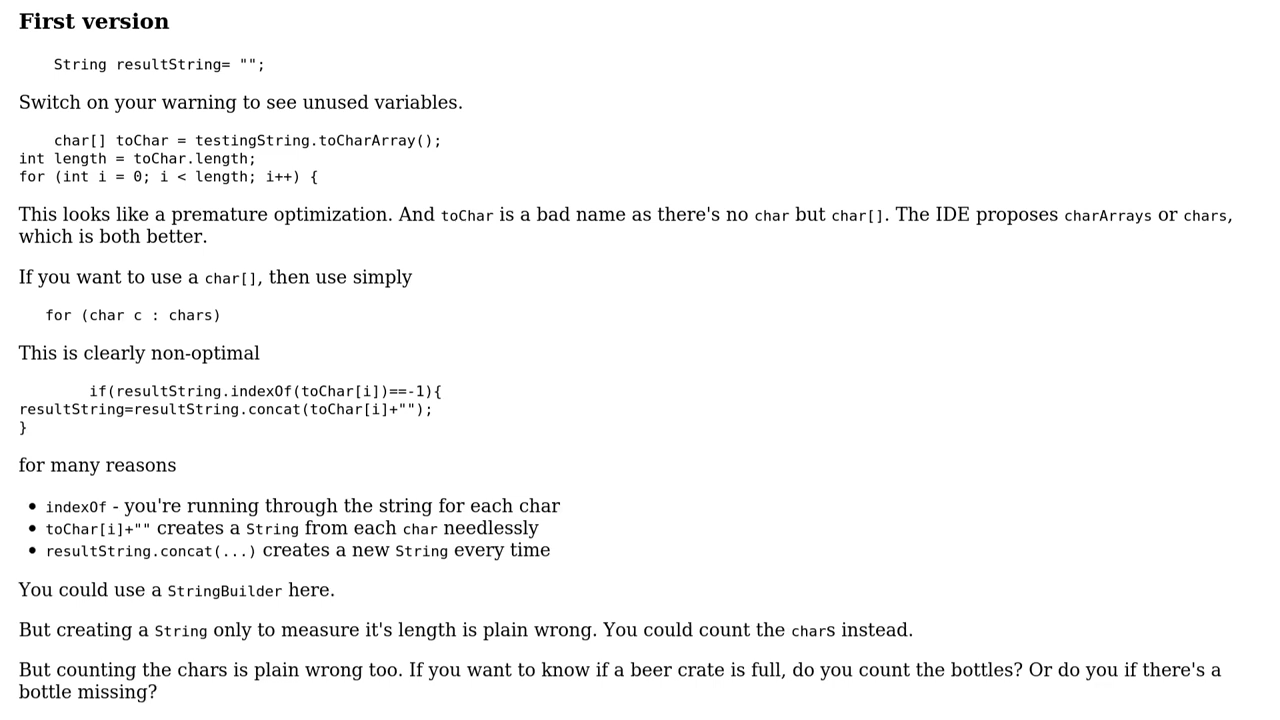 First version
String resultString= "";
Switch on your warning to see unused variables.
char[] toChar = testingString.toCharArray();
int length = toChar.length;
for (int i = 0; i < length; i++) {
This looks like a premature optimization. And toChar is a bad name as there's no char but char[]. The IDE proposes charArrays or chars,
which is both better.
If you want to use a char[], then use simply
for (char c : chars)
This is clearly non-optimal
if(resultString.indexOf(toChar[i])==-1){
resultString=resultString.concat(toChar[i]+"");
}
for many reasons
• indexOf - you're running through the string for each char
• toChar[i]+"" creates a String from each char needlessly
• resultString.concat(...) creates a new String every time
You could use a StringBuilder here.
But creating a String only to measure it's length is plain wrong. You could count the chars instead.
But counting the chars is plain wrong too. If you want to know if a beer crate is full, do you count the bottles? Or do you if there's a
bottle missing?